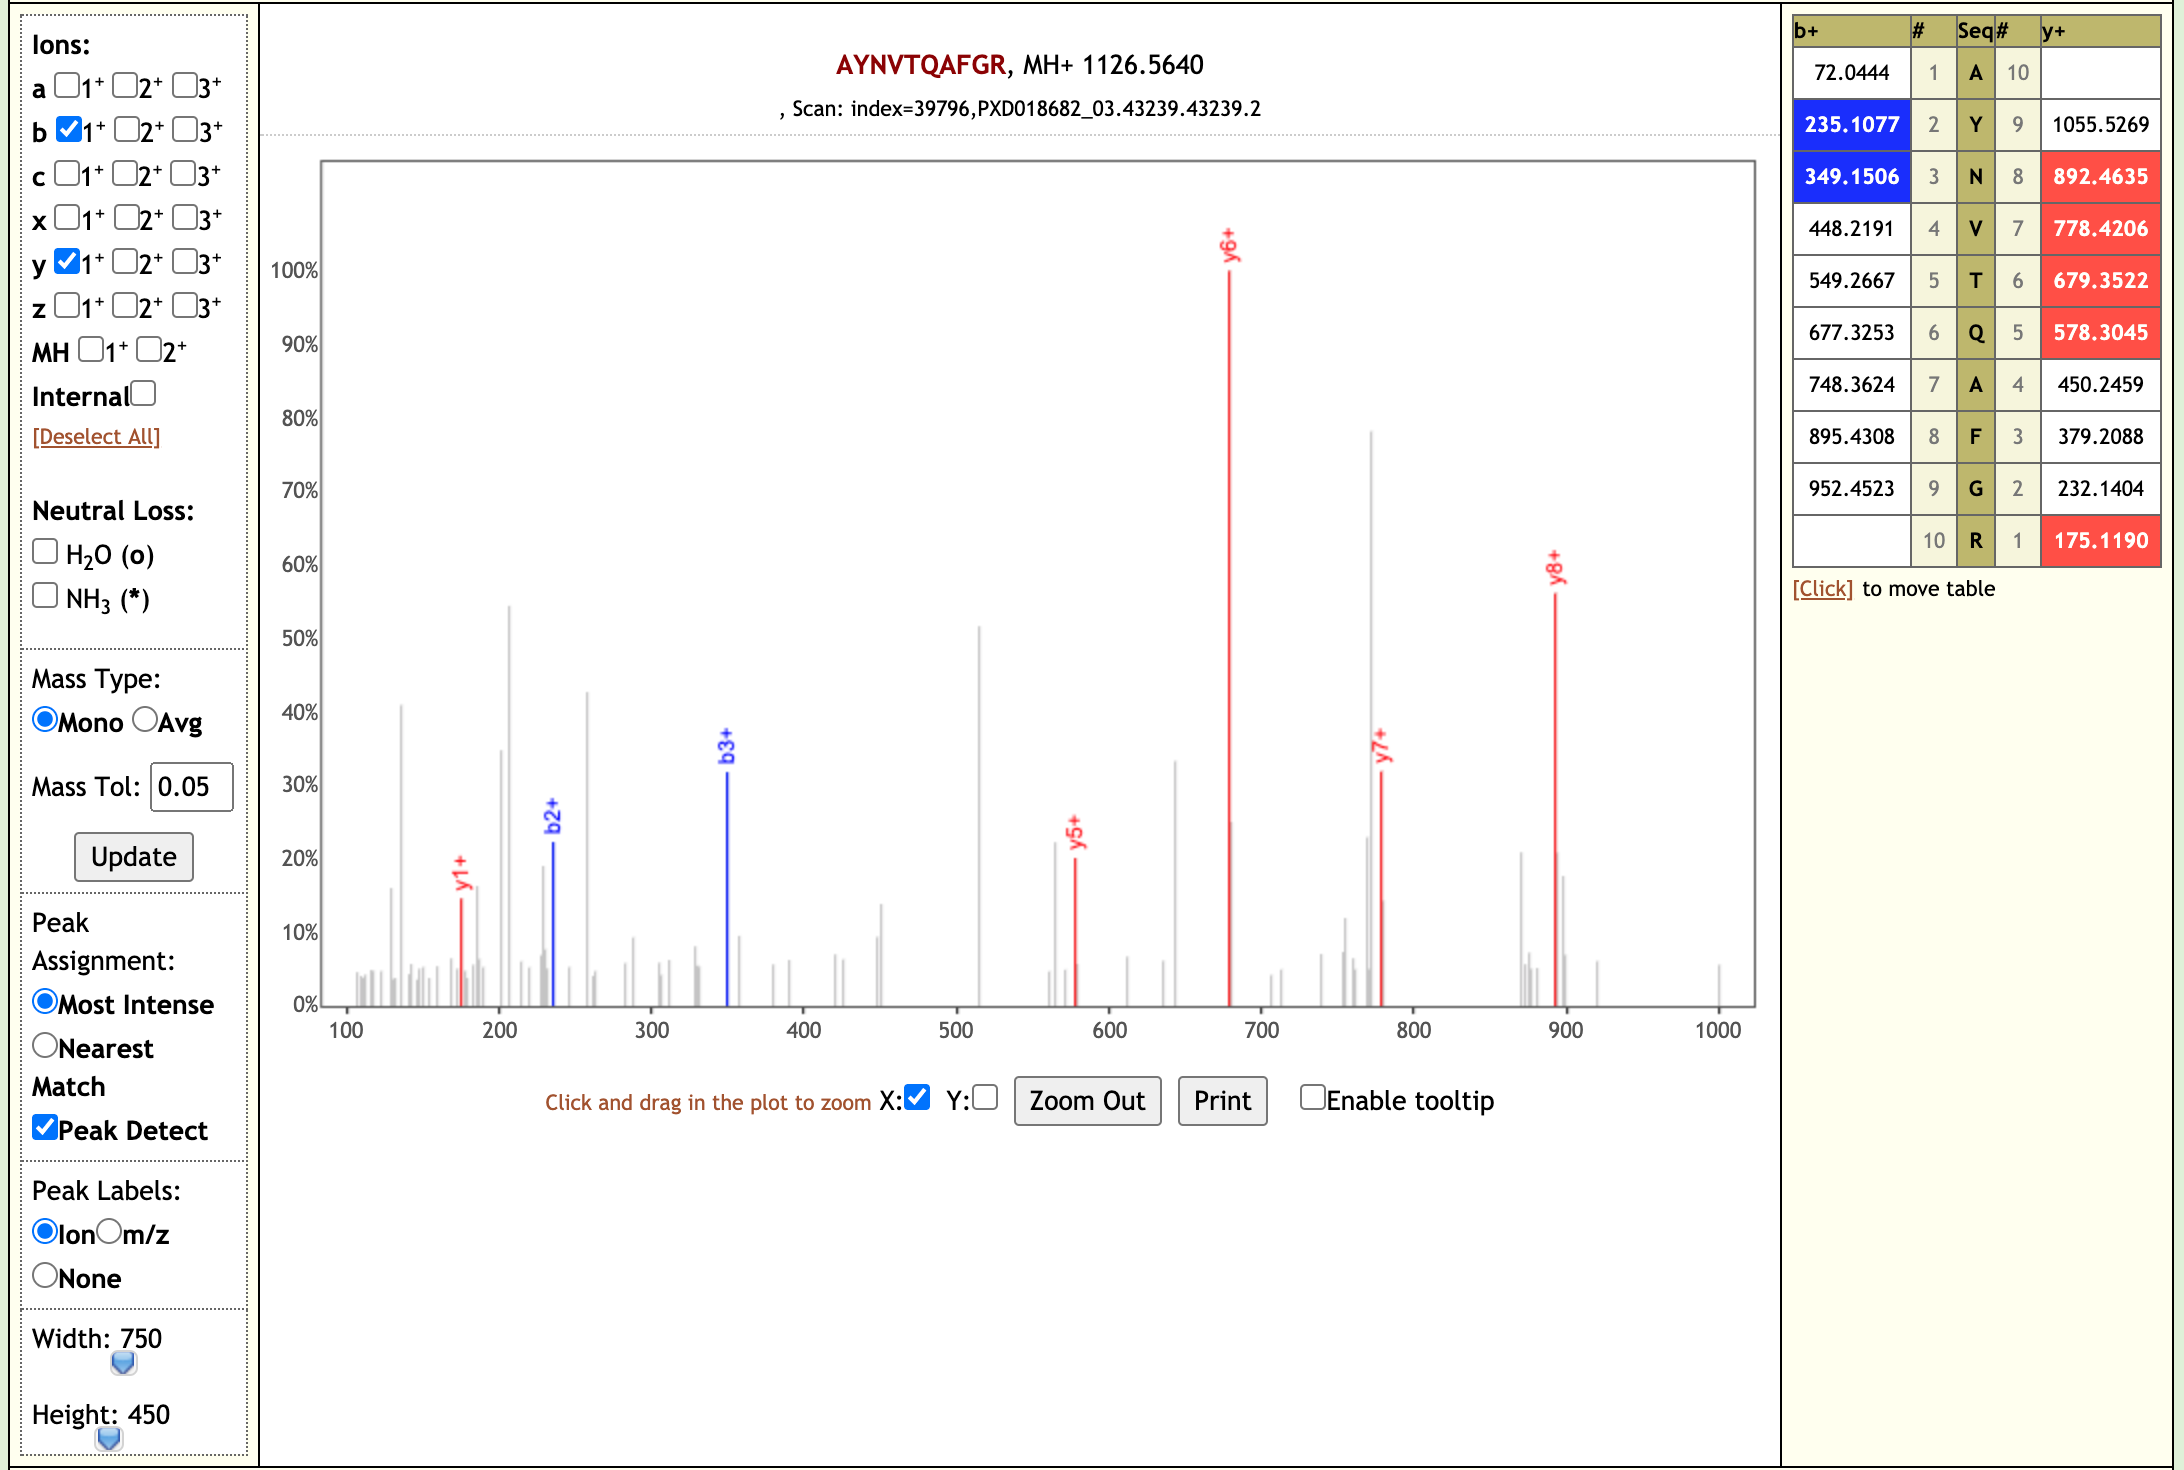 Ions:
a 1+ 2+ 3+
b 1+ 2+ 3+
c 1+ 2+ 3+
x 1+ 2+ 3+
y 1+ 2+ 3+
z 1+ 2+ 3+
MH 1+ 2+
Internal
[Deselect All]
Neutral Loss:
H2O (o)
NH3 (*)
Mass Type:
Mono Avg
Mass Tol: 0.05
Update
Peak
Assignment:
Most Intense
Nearest
Match
Peak Detect
Peak Labels:
Ion m/z
None
Width: 750
Height: 450
AYNVTQAFGR, MH+ 1126.5640
, Scan: index=39796,PXD018682_03.43239.43239.2
100%
90%
80%
70%
60%
50%
40%
30%
20%
10%
0%
y1+
b2+
b3+
y5+
y6+
y7+
y8+
100 200 300 400 500 600 700 800 900 1000
Click and drag in the plot to zoom X: Y: Zoom Out Print Enable tooltip
b+ # Seq # y+
72.0444 1 A 10
235.1077 2 Y 9 1055.5269
349.1506 3 N 8 892.4635
448.2191 4 V 7 778.4206
549.2667 5 T 6 679.3522
677.3253 6 Q 5 578.3045
748.3624 7 A 4 450.2459
895.4308 8 F 3 379.2088
952.4523 9 G 2 232.1404
10 R 1 175.1190
[Click] to move table